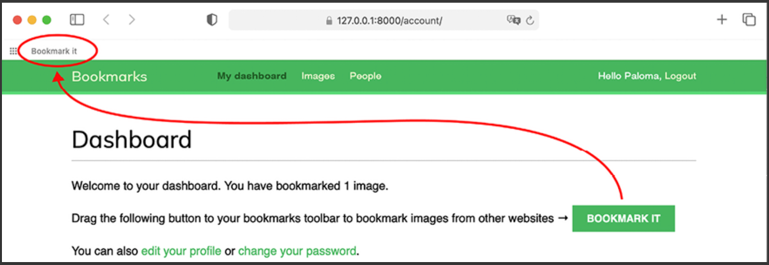 127.0.0.1:8000/account/
Bookmark it
Bookmarks My dashboard Images People Hello Paloma, Logout
Dashboard
Welcome to your dashboard. You have bookmarked 1 image.
Drag the following button to your bookmarks toolbar to bookmark images from other websites → BOOKMARK IT
You can also edit your profile or change your password.